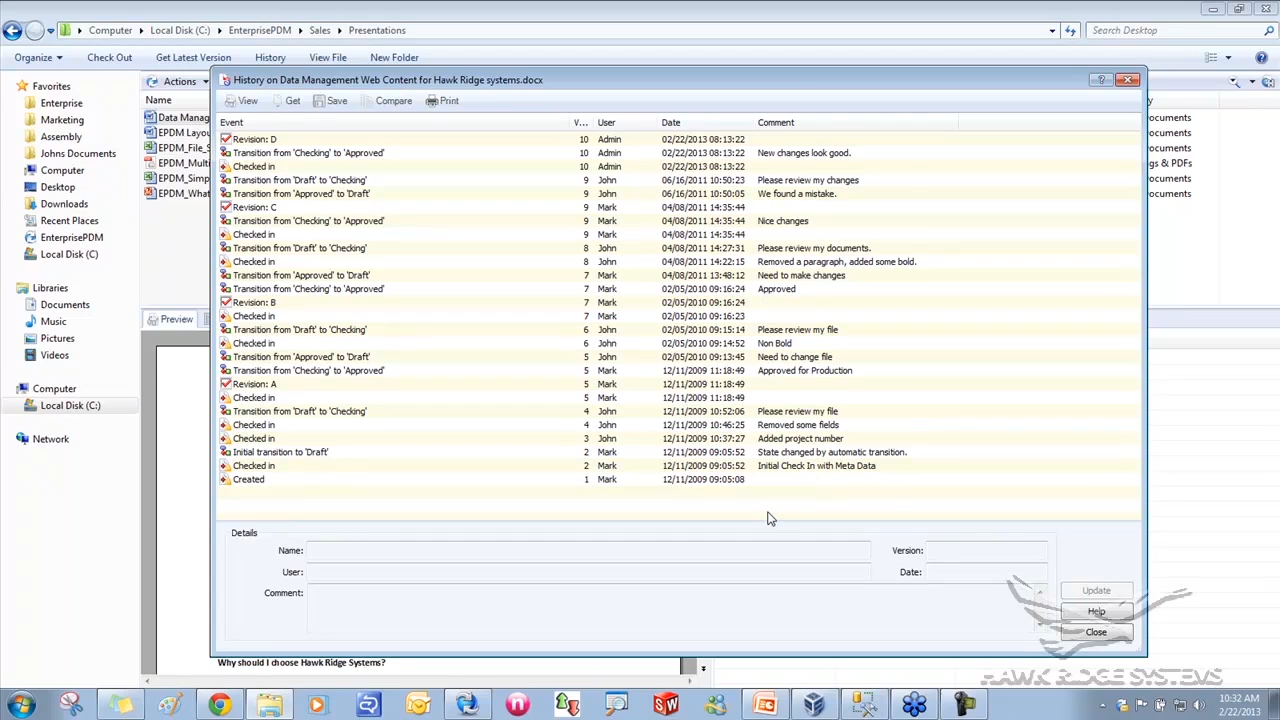 Computer Local Disk (C:) EnterprisePDM Sales Presentations Search Desktop
Organize Check Out Get Latest Version History View File New Folder
Favorites
Enterprise
Marketing
Assembly
Johns Documents
Computer
Desktop
Downloads
Recent Places
EnterprisePDM
Local Disk (C)
Libraries
Documents
Music
Pictures
Videos
Computer
Local Disk (C:)
Network
Actions
Name
Data Manag
EPDM Layou
EPDM_File_S
EPDM_Multi
EPDM_Simp
EPDM_What
Preview
History on Data Management Web Content for Hawk Ridge systems.docx
View Get Save Compare Print
Event V... User Date Comment
Revision: D 10 Admin 02/22/2013 08:13:22
Transition from 'Checking' to 'Approved' 10 Admin 02/22/2013 08:13:22 New changes look good.
Checked in 10 Admin 02/22/2013 08:13:22
Transition from 'Draft' to 'Checking' 9 John 06/16/2011 10:50:23 Please review my changes
Transition from 'Approved' to 'Draft' 9 John 06/16/2011 10:50:05 We found a mistake.
Revision: C 9 Mark 04/08/2011 14:35:44
Transition from 'Checking' to 'Approved' 9 Mark 04/08/2011 14:35:44 Nice changes
Checked in 9 Mark 04/08/2011 14:35:44
Transition from 'Draft' to 'Checking' 8 John 04/08/2011 14:27:31 Please review my documents.
Checked in 8 John 04/08/2011 14:22:15 Removed a paragraph, added some bold.
Transition from 'Approved' to 'Draft' 7 Mark 04/08/2011 13:48:12 Need to make changes
Transition from 'Checking' to 'Approved' 7 Mark 02/05/2010 09:16:24 Approved
Revision: B 7 Mark 02/05/2010 09:16:24
Checked in 7 Mark 02/05/2010 09:16:23
Transition from 'Draft' to 'Checking' 6 John 02/05/2010 09:15:14 Please review my file
Checked in 6 John 02/05/2010 09:14:52 Non Bold
Transition from 'Approved' to 'Draft' 5 Mark 02/05/2010 09:13:45 Need to change file
Transition from 'Checking' to 'Approved' 5 Mark 12/11/2009 11:18:49 Approved for Production
Revision: A 5 Mark 12/11/2009 11:18:49
Checked in 5 Mark 12/11/2009 11:18:49
Transition from 'Draft' to 'Checking' 4 John 12/11/2009 10:52:06 Please review my file
Checked in 4 John 12/11/2009 10:46:25 Removed some fields
Checked in 3 John 12/11/2009 10:37:27 Added project number
Initial transition to 'Draft' 2 Mark 12/11/2009 09:05:52 State changed by automatic transition.
Checked in 2 Mark 12/11/2009 09:05:52 Initial Check In with Meta Data
Created 1 Mark 12/11/2009 09:05:08
Details
Name: Version:
User: Date:
Comment:
Update
Help
Close
y
ocuments
ocuments
ocuments
gs & PDFs
ocuments
ocuments
Why should I choose Hawk Ridge Systems?
HAWK RIDGE SYSTEMS
10:32 AM
2/22/2013